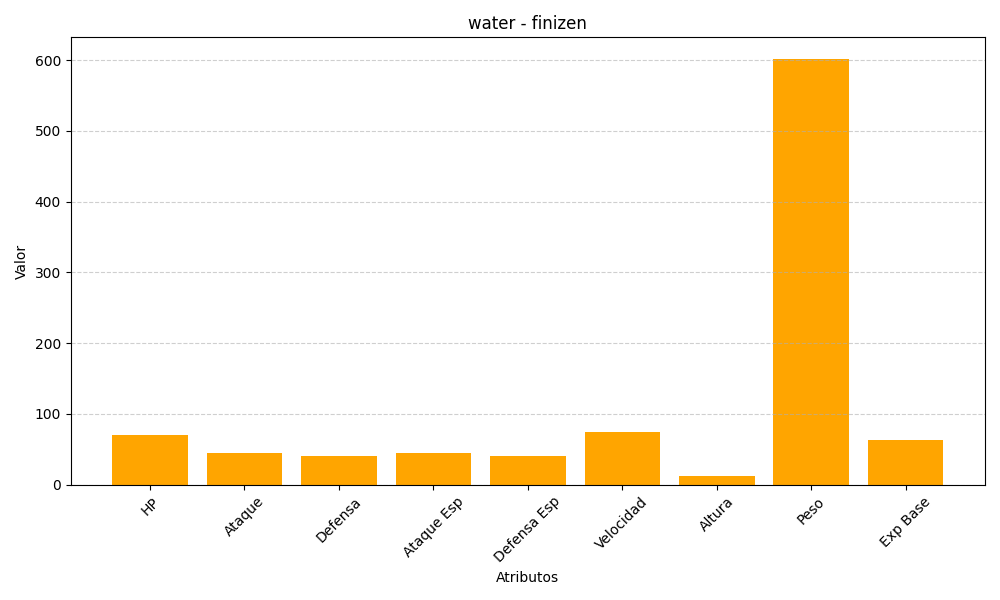 water - finizen
Valor
600
500
400
300
200
100
0
HP
Ataque
Defensa
Ataque Esp
Defensa Esp
Velocidad
Altura
Peso
Exp Base
Atributos